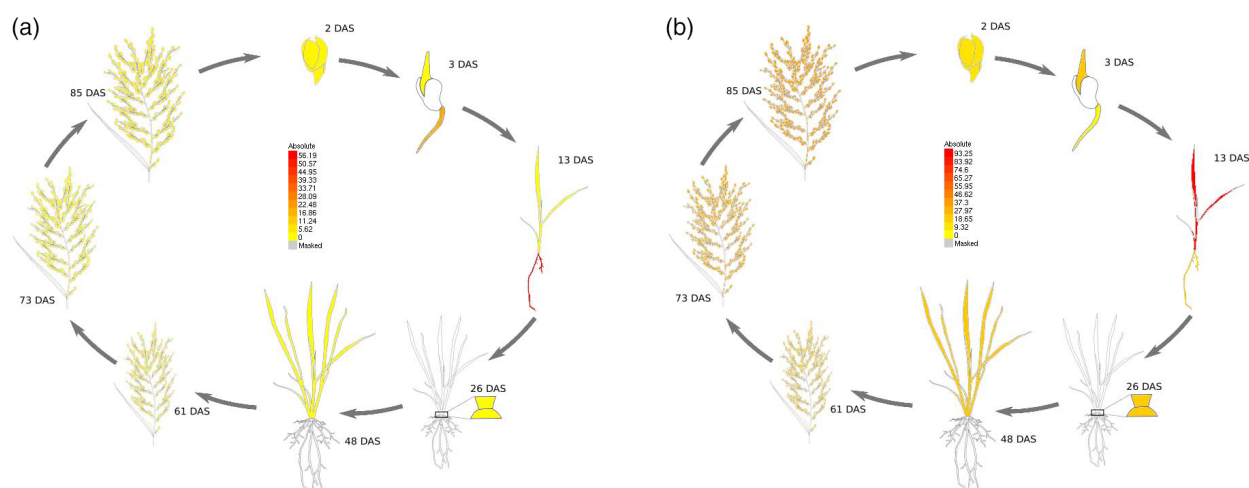 (a)
2 DAS
3 DAS
85 DAS
13 DAS
Absolute
56.19
50.57
44.95
39.33
33.71
28.09
22.48
16.86
11.24
5.62
0
Masked
73 DAS
26 DAS
61 DAS
48 DAS
(b)
2 DAS
3 DAS
85 DAS
13 DAS
Absolute
93.25
83.92
74.6
65.27
55.95
46.62
37.3
27.97
18.65
9.32
0
Masked
73 DAS
26 DAS
61 DAS
48 DAS